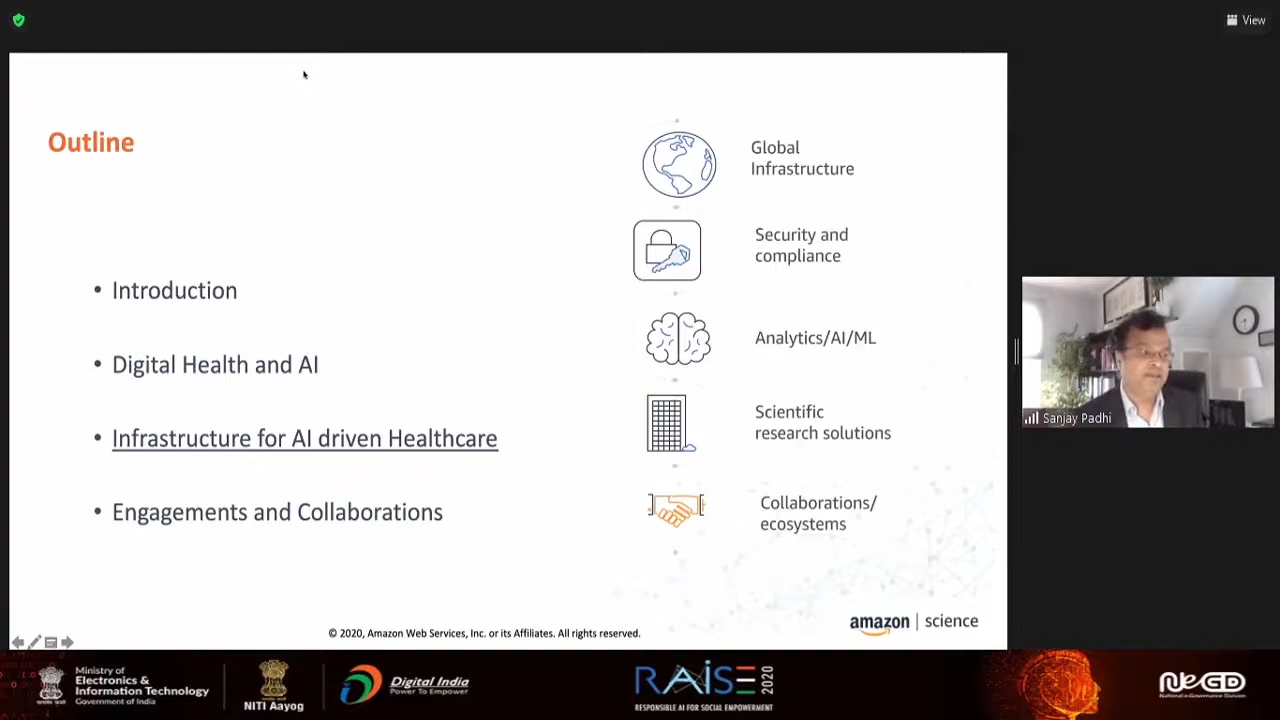 View
Outline
• Introduction
• Digital Health and AI
• Infrastructure for AI driven Healthcare
• Engagements and Collaborations
Global
Infrastructure
Security and
compliance
Analytics/AI/ML
Scientific
research solutions
Collaborations/
ecosystems
© 2020, Amazon Web Services, Inc. or its Affiliates. All rights reserved.
amazon | science
Sanjay Padhi
Ministry of
Electronics &
Information Technology
Government of India
NITI Aayog
Digital India
Power To Empower
RAISE 2020
RESPONSIBLE AI FOR SOCIAL EMPOWERMENT
NeGD
National e-Governance Division